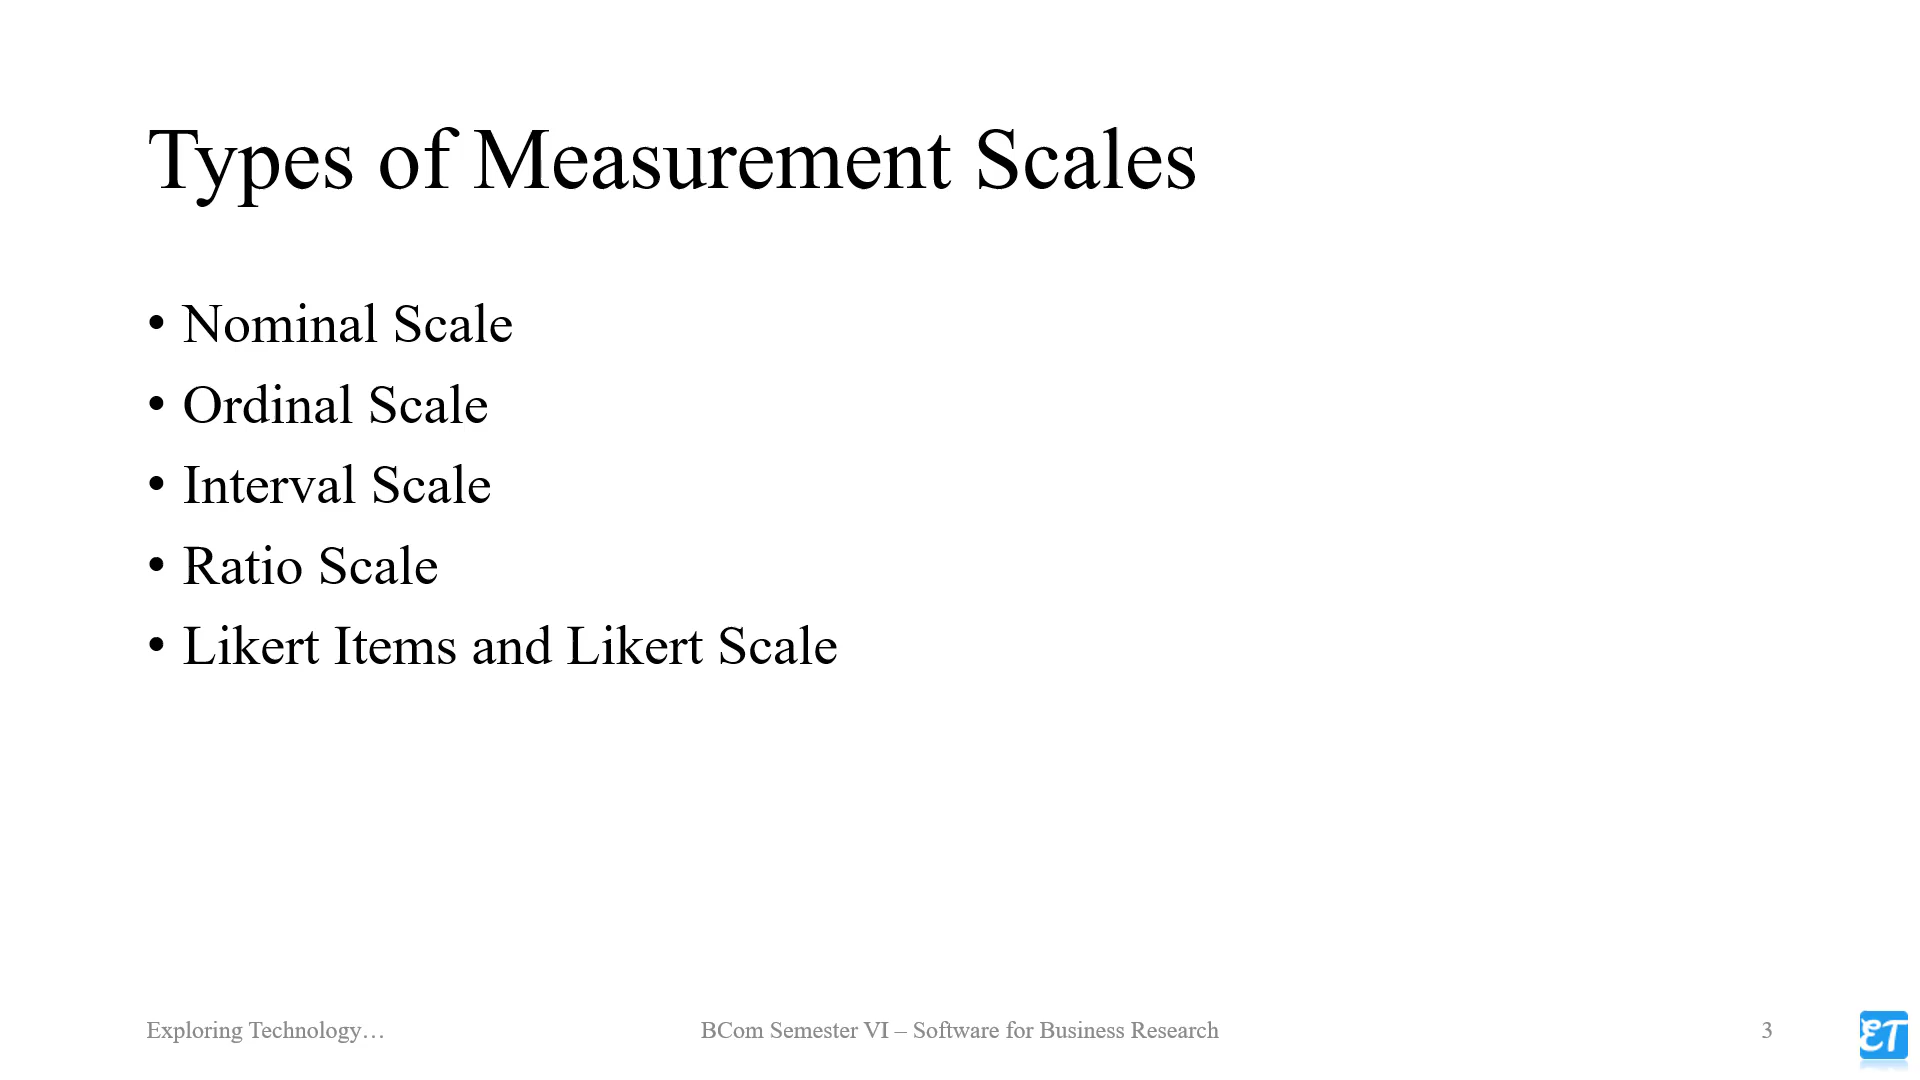 Types of Measurement Scales
• Nominal Scale
• Ordinal Scale
• Interval Scale
• Ratio Scale
• Likert Items and Likert Scale
Exploring Technology…
BCom Semester VI – Software for Business Research
3
ET